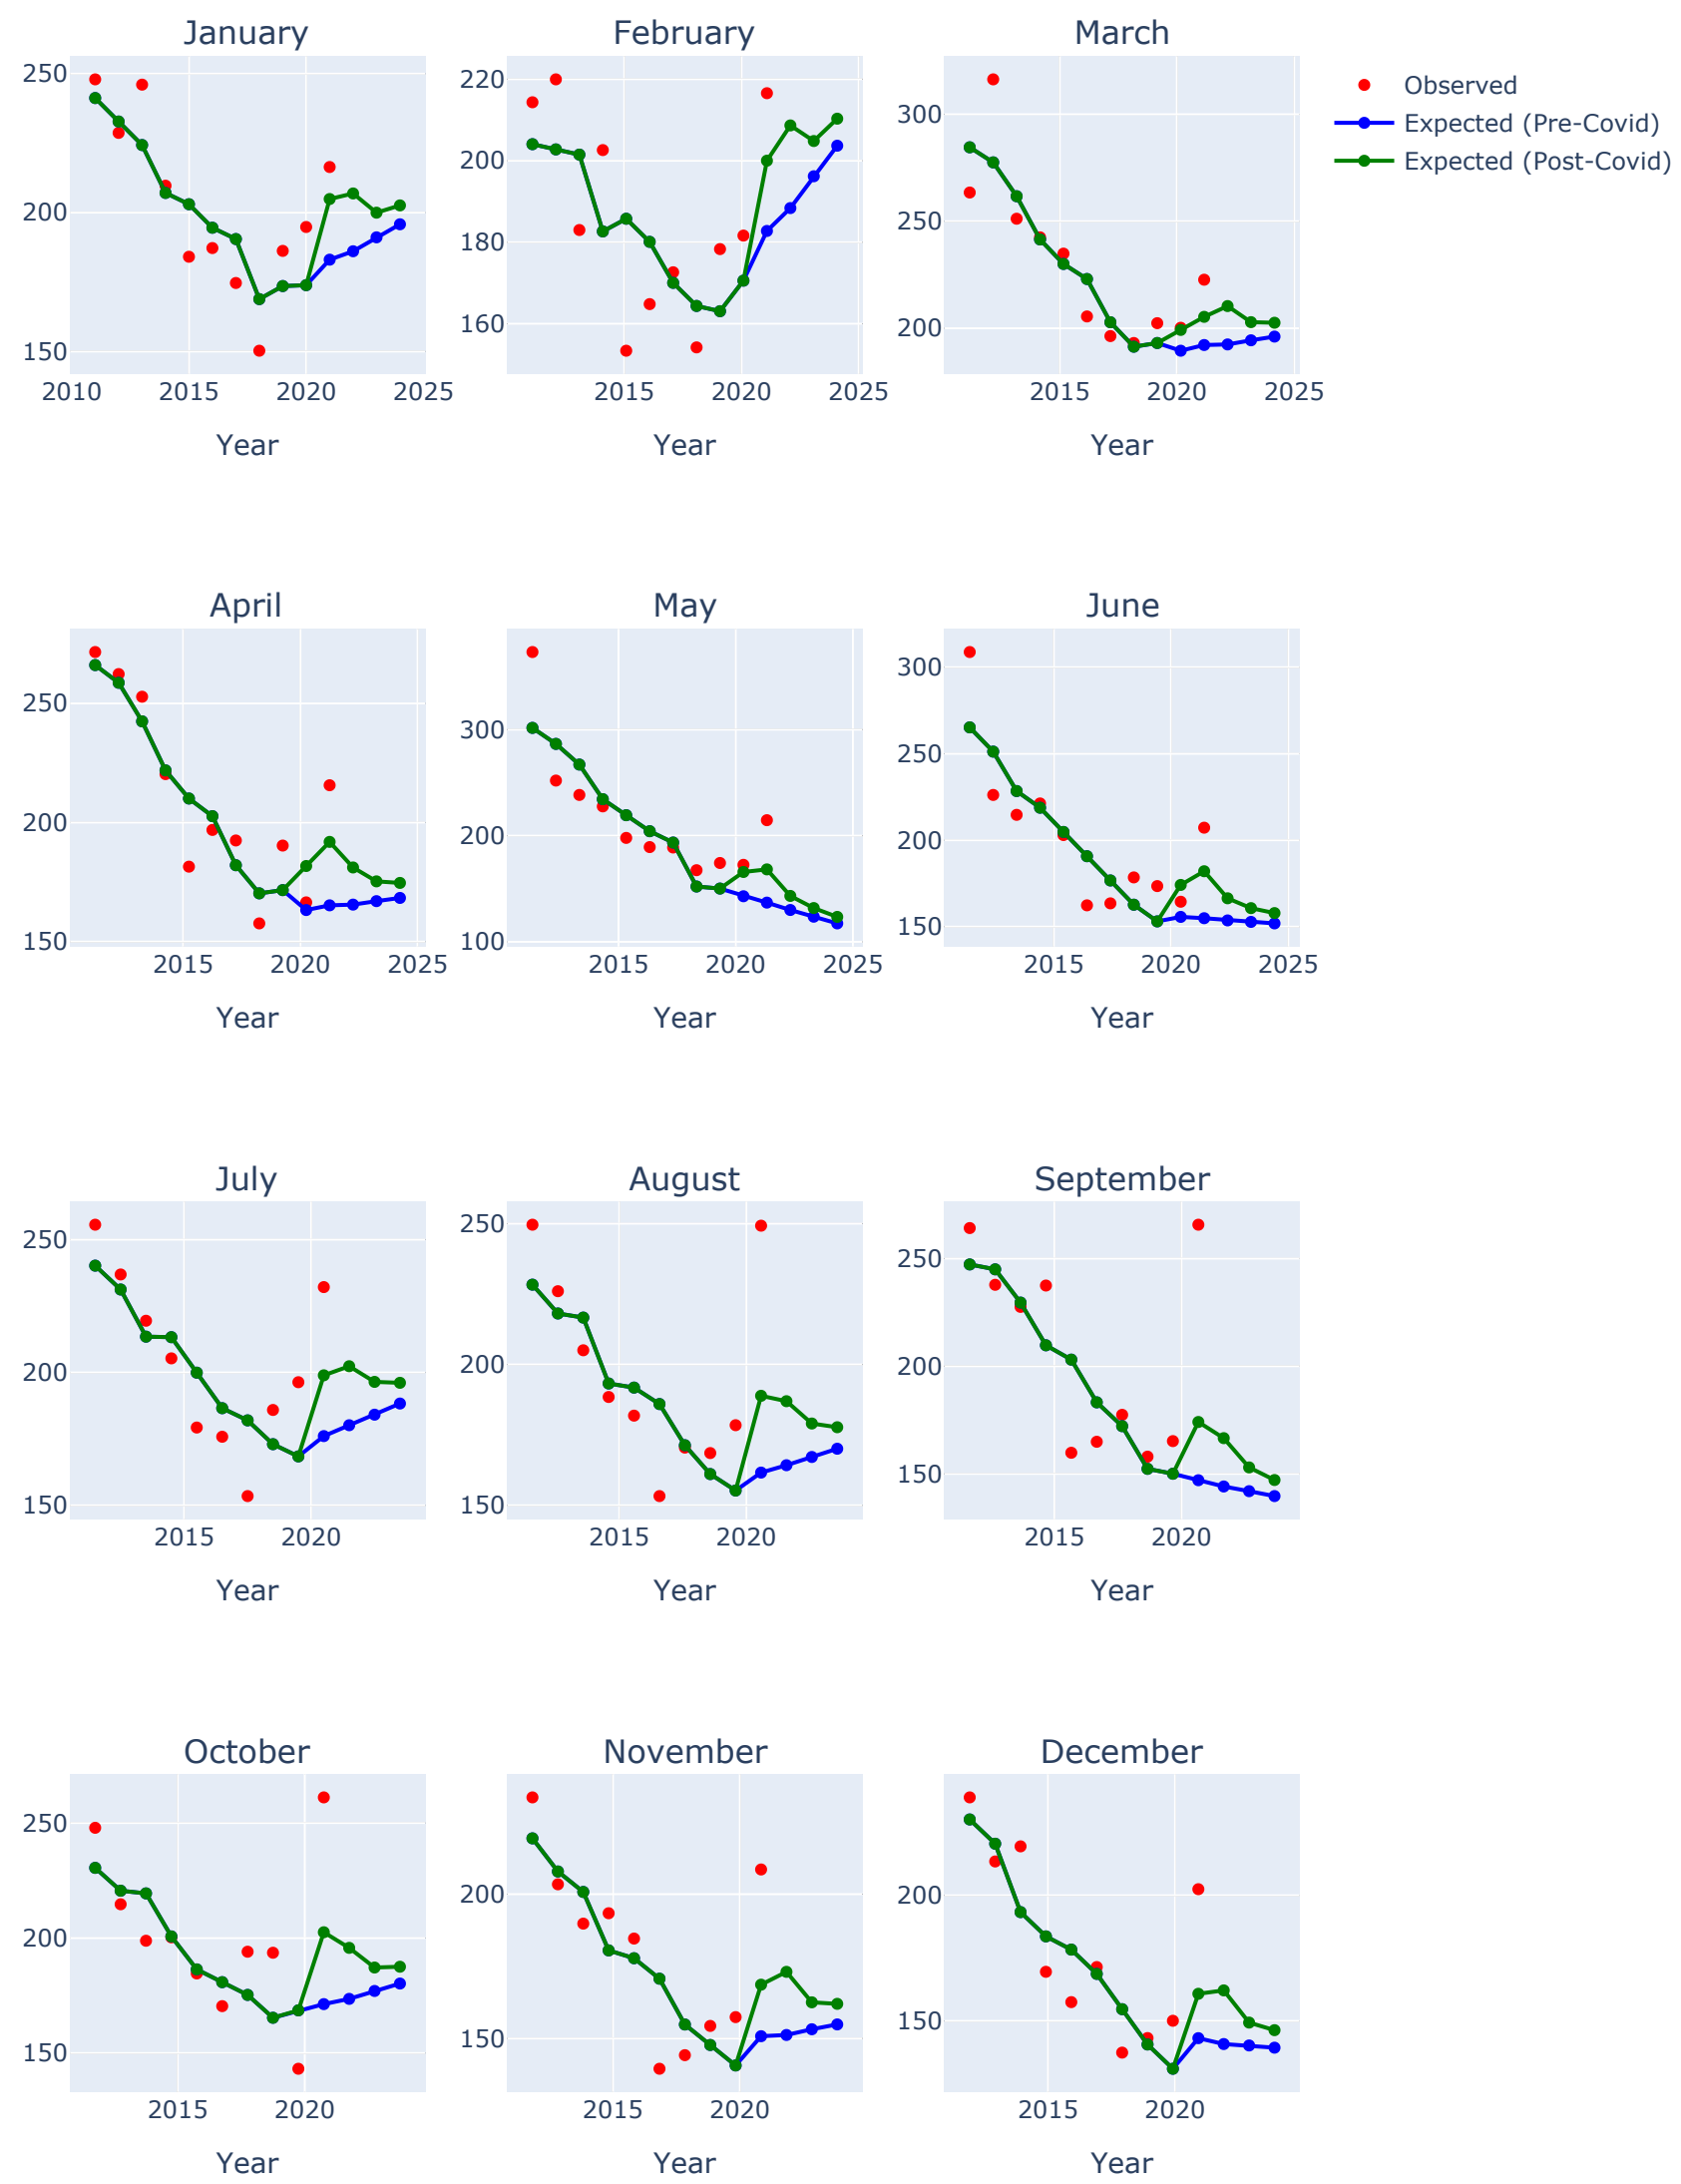 January
February
March
250
200
150
2010
2015
2020
2025
Year
220
200
180
160
2015
2020
2025
Year
300
250
200
2015
2020
2025
Year
Observed
Expected (Pre-Covid)
Expected (Post-Covid)
April
May
June
250
200
150
2015
2020
2025
Year
300
200
100
2015
2020
2025
Year
300
250
200
150
2015
2020
2025
Year
July
August
September
250
200
150
2015
2020
Year
250
200
150
2015
2020
Year
250
200
150
2015
2020
Year
October
November
December
250
200
150
2015
2020
Year
200
150
2015
2020
Year
200
150
2015
2020
Year